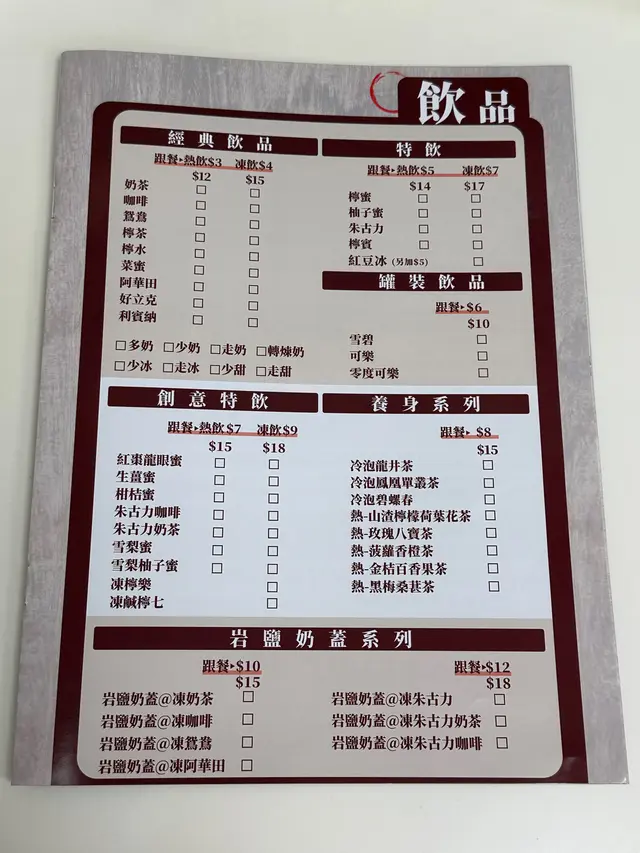 飲品
經典飲品
跟餐▸熱飲$3 凍飲$4
$12 $15
奶茶 □ □
咖啡 □ □
鴛鴦 □ □
檸茶 □ □
檸水 □ □
菜蜜 □ □
阿華田 □ □
好立克 □ □
利賓納 □ □
□多奶 □少奶 □走奶 □轉煉奶
□少冰 □走冰 □少甜 □走甜
特飲
跟餐▸熱飲$5 凍飲$7
$14 $17
檸蜜 □ □
柚子蜜 □ □
朱古力 □ □
檸賓 □ □
紅豆冰 (另加$5) □
罐裝飲品
跟餐▸$6
$10
雪碧 □
可樂 □
零度可樂 □
創意特飲
跟餐▸熱飲$7 凍飲$9
$15 $18
紅棗龍眼蜜 □ □
生薑蜜 □ □
柑桔蜜 □ □
朱古力咖啡 □ □
朱古力奶茶 □ □
雪梨蜜 □ □
雪梨柚子蜜 □ □
凍檸樂 □
凍鹹檸七 □
養身系列
跟餐▸ $8
$15
冷泡龍井茶 □
冷泡鳳凰單叢茶 □
冷泡碧螺春 □
熱-山渣檸檬荷葉花茶 □
熱-玫瑰八寶茶 □
熱-菠蘿香橙茶 □
熱-金桔百香果茶 □
熱-黑梅桑葚茶 □
岩鹽奶蓋系列
跟餐▸$10
$15
岩鹽奶蓋@凍奶茶 □
岩鹽奶蓋@凍咖啡 □
岩鹽奶蓋@凍鴛鴦 □
岩鹽奶蓋@凍阿華田 □
跟餐▸$12
$18
岩鹽奶蓋@凍朱古力 □
岩鹽奶蓋@凍朱古力奶茶 □
岩鹽奶蓋@凍朱古力咖啡 □